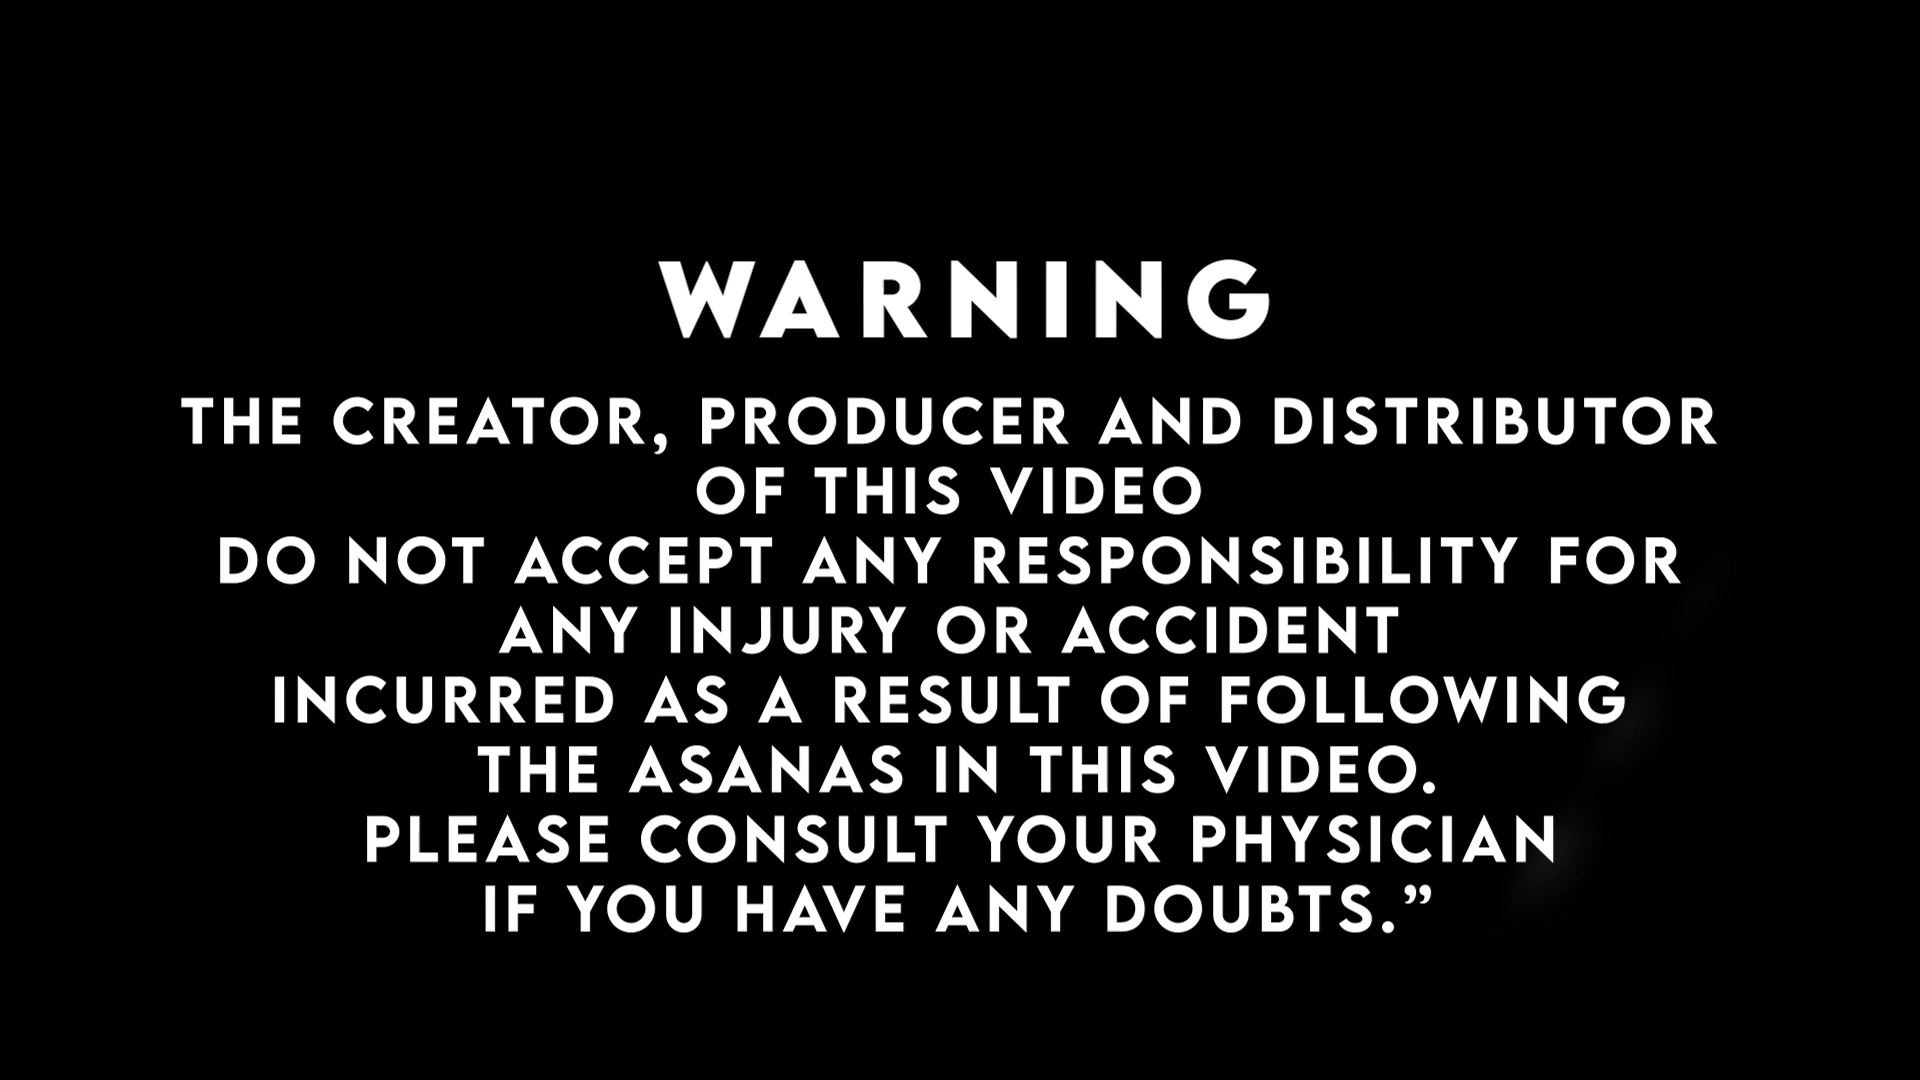 WARNING
THE CREATOR, PRODUCER AND DISTRIBUTOR
OF THIS VIDEO
DO NOT ACCEPT ANY RESPONSIBILITY FOR
ANY INJURY OR ACCIDENT
INCURRED AS A RESULT OF FOLLOWING
THE ASANAS IN THIS VIDEO.
PLEASE CONSULT YOUR PHYSICIAN
IF YOU HAVE ANY DOUBTS.”